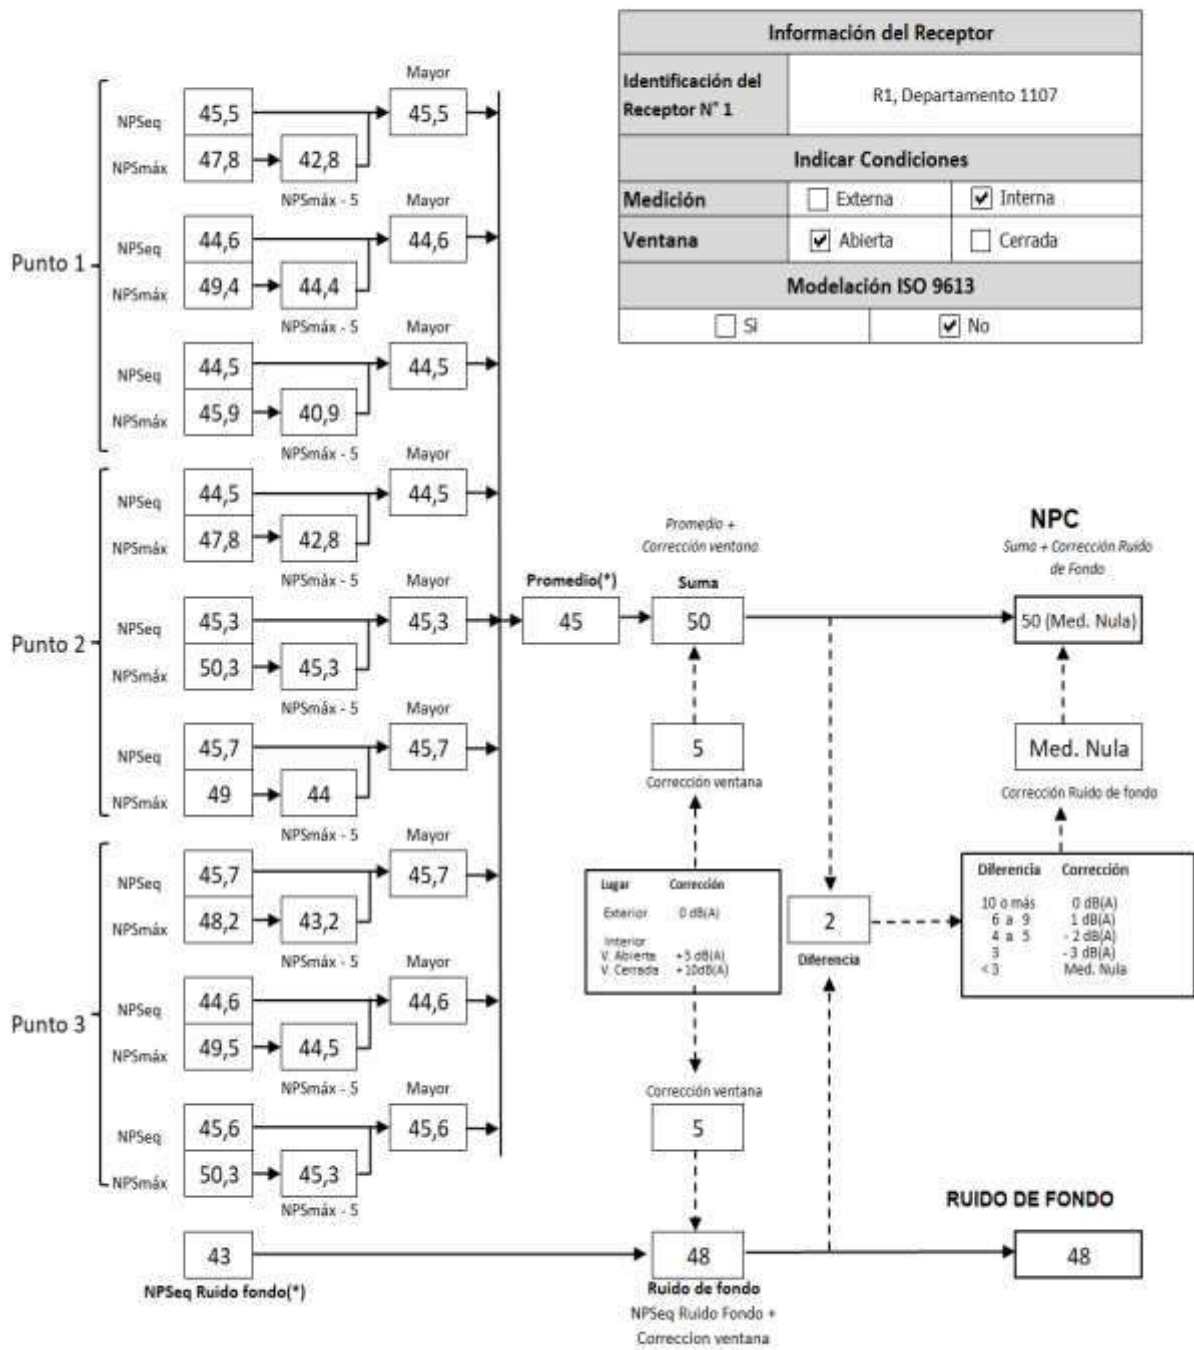 Información del Receptor
Identificación del Receptor N° 1
R1, Departamento 1107
Indicar Condiciones
Medición
Externa
Interna
Ventana
Abierta
Cerrada
Modelación ISO 9613
Si
No
Punto 1
Mayor
NPSeq
45,5
45,5
NPSmáx
47,8
42,8
NPSmáx - 5
Mayor
NPSeq
44,6
44,6
NPSmáx
49,4
44,4
NPSmáx - 5
Mayor
NPSeq
44,5
44,5
NPSmáx
45,9
40,9
NPSmáx - 5
Punto 2
Mayor
NPSeq
44,5
44,5
NPSmáx
47,8
42,8
NPSmáx - 5
Mayor
NPSeq
45,3
45,3
NPSmáx
50,3
45,3
NPSmáx - 5
Mayor
NPSeq
45,7
45,7
NPSmáx
49
44
NPSmáx - 5
Punto 3
Mayor
NPSeq
45,7
45,7
NPSmáx
48,2
43,2
NPSmáx - 5
Mayor
NPSeq
44,6
44,6
NPSmáx
49,5
44,5
NPSmáx - 5
Mayor
NPSeq
45,6
45,6
NPSmáx
50,3
45,3
NPSmáx - 5
43
NPSeq Ruido fondo(*)
Promedio(*)
45
Promedio +
Corrección ventana
Suma
50
5
Corrección ventana
Lugar Corrección
Exterior 0 dB(A)
Interior
V. Abierta +5 dB(A)
V. Cerrada +10dB(A)
Corrección ventana
5
48
Ruido de fondo
NPSeq Ruido Fondo +
Correccion ventana
2
Diferencia
NPC
Suma + Corrección Ruido
de Fondo
50 (Med. Nula)
Med. Nula
Corrección Ruido de fondo
Diferencia Corrección
10 o más 0 dB(A)
6 a 9 1 dB(A)
4 a 5 - 2 dB(A)
3 -3 dB(A)
<3 Med. Nula
RUIDO DE FONDO
48